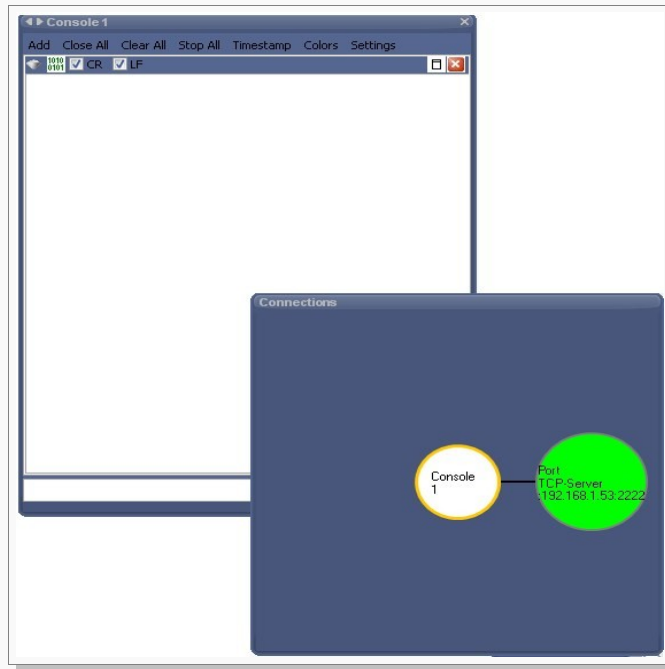 Console 1
Add Close All Clear All Stop All Timestamp Colors Settings
1010
0101
CR LF
Connections
Console
1
Port
TCP-Server
:192.168.1.53:2222